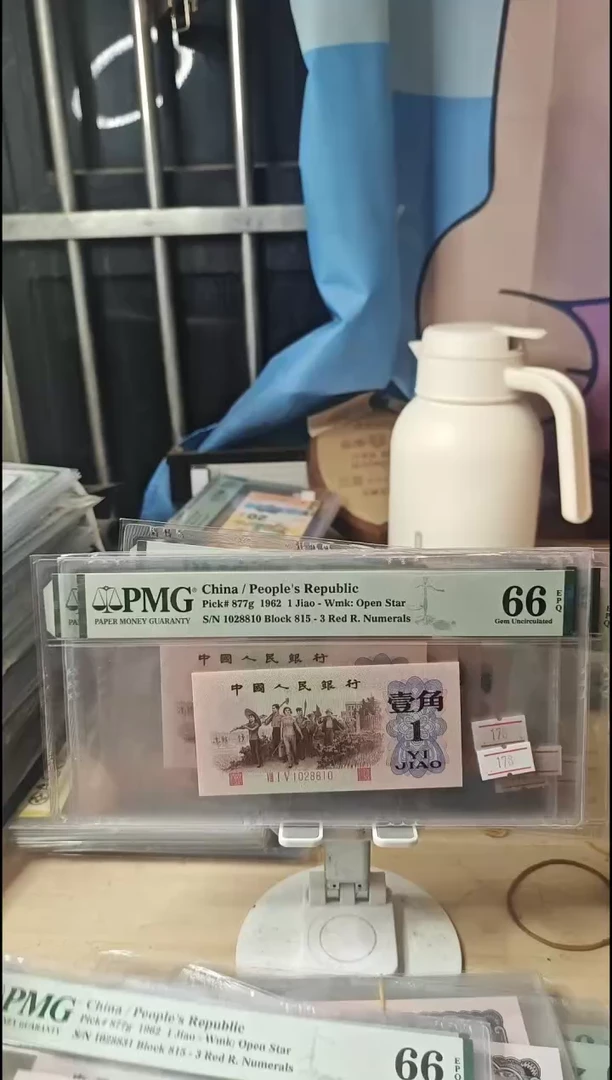 PMG
PAPER MONEY GUARANTY
China / People's Republic
Pick# 877g 1962 1 Jiao - Wmk: Open Star
S/N 1028810 Block 815 - 3 Red R. Numerals
66
EPQ
Gem Uncirculated
PA
中國人民銀行
中國人民銀行
壹角
1
YI
JIAO
VIII I V 1028810
178
178
PMG
China / People's Republic
Pick# 877g 1962 1 Jiao - Wmk: Open Star
S/N 1028831 Block 815 - 3 Red R. Numerals
66
EPQ